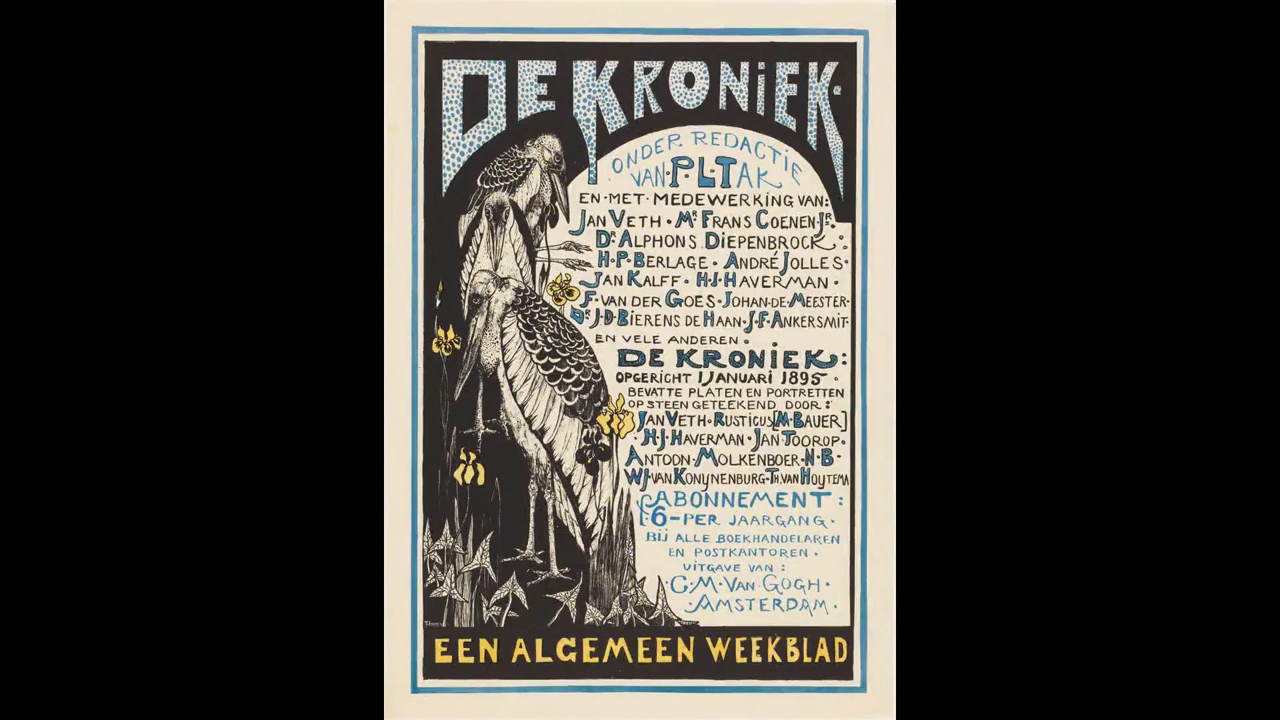 DE KRONIEK
ONDER REDACTIE
VAN·P·L·TAK
EN·MET·MEDEWERKING VAN:
JAN VETH · Mr FRANS COENEN·Jr.
Dr ALPHONS DIEPENBROCK
H·P·BERLAGE · ANDRÉ JOLLES·
JAN KALFF · H·J·HAVERMAN ·
F· VAN DER GOES·JOHAN·DE·MEESTER·
Dr J·D·BIERENS DE HAAN·J·F·ANKERSMIT·
EN VELE ANDEREN·
DE KRONIEK:
OPGERICHT 1 JANUARI 1895 ·
BEVATTE PLATEN EN PORTRETTEN
OP STEEN GETEEKEND DOOR:
JAN VETH·RUSTICUS[M·BAUER]
·H·J·HAVERMAN·JAN TOOROP·
ANTOON·MOLKENBOER·N·B·
W·J·VAN KONIJNENBURG·TH·VAN HOIJTEMA
ABONNEMENT:
f·6-PER JAARGANG·
BIJ ALLE BOEKHANDELAREN
EN POSTKANTOREN·
UITGAVE VAN:
·C·M·VAN GOGH·
·AMSTERDAM·
EEN ALGEMEEN WEEKBLAD